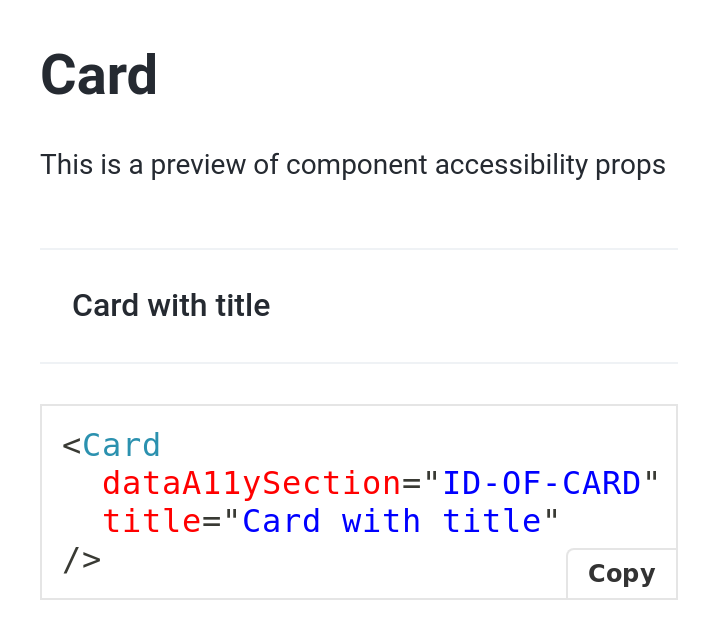 Card
This is a preview of component accessibility props
Card with title
<Card
  dataA11ySection="ID-OF-CARD"
  title="Card with title"
/>
Copy